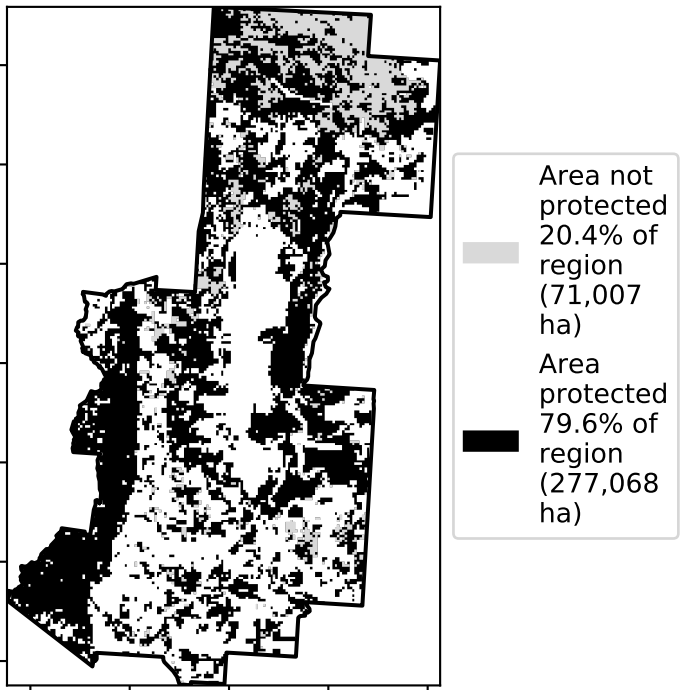 Area not
protected
20.4% of
region
(71,007
ha)
Area
protected
79.6% of
region
(277,068
ha)